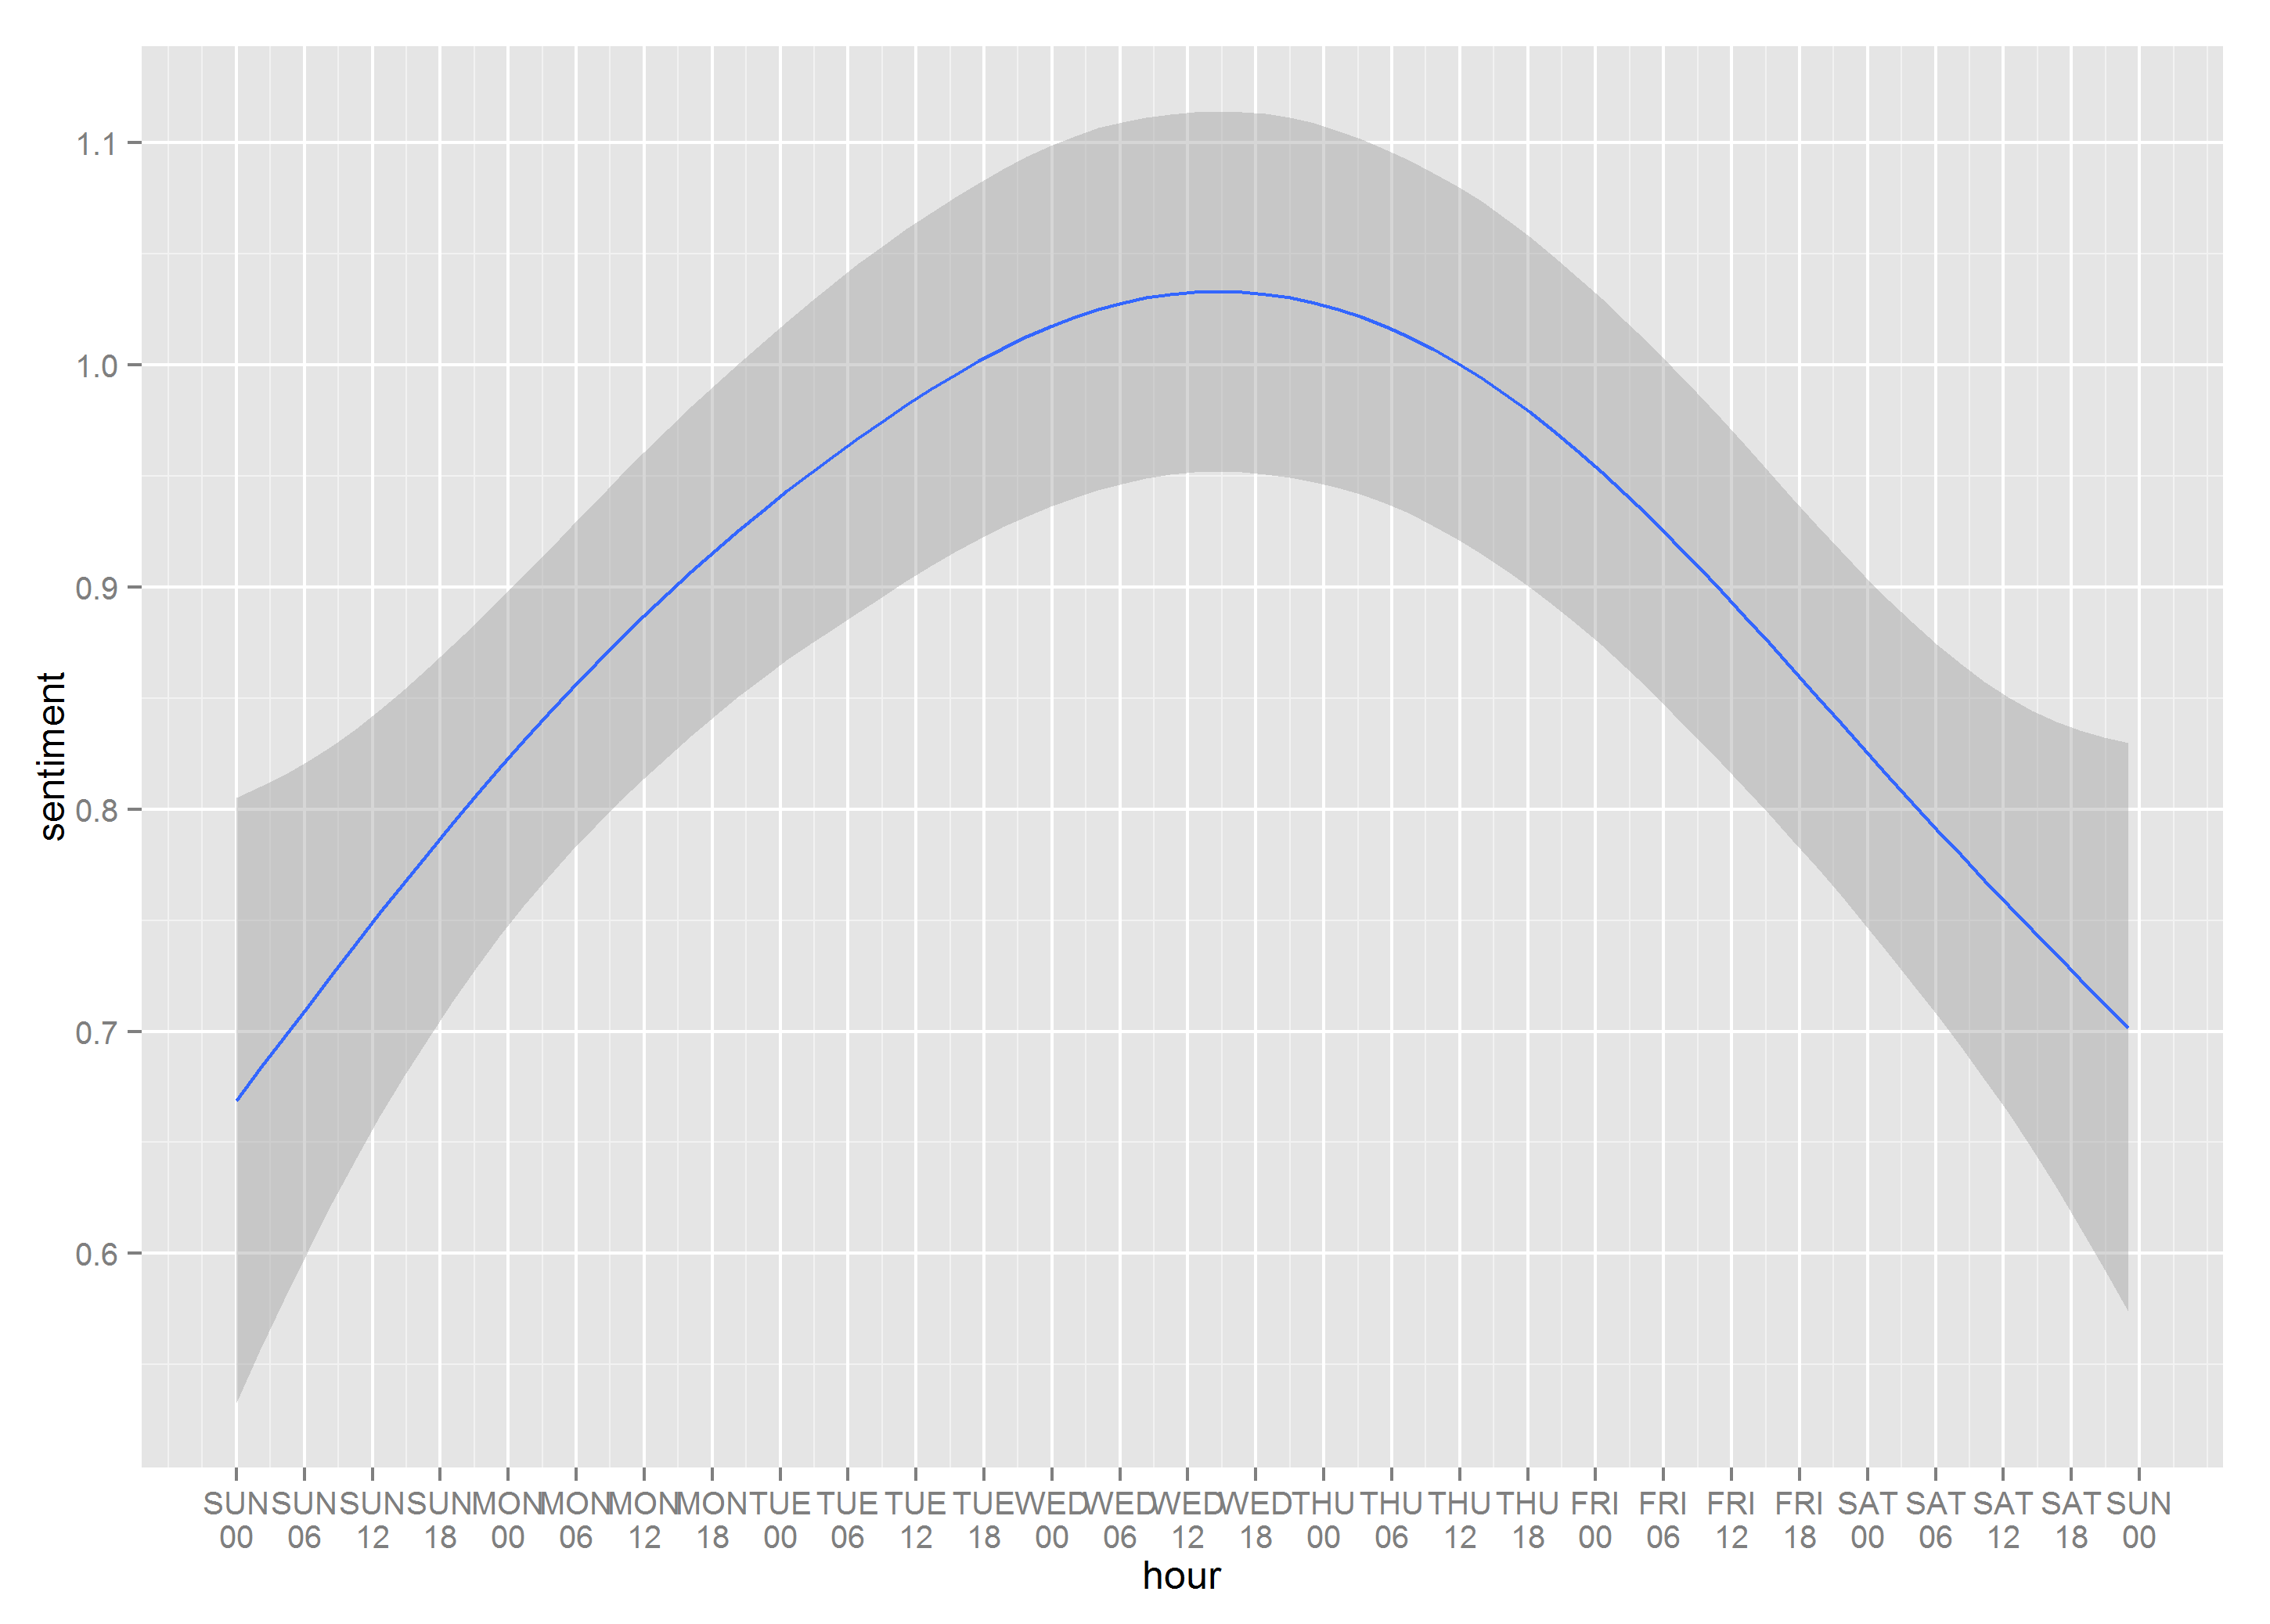 1.1
1.0
0.9
0.8
0.7
0.6
sentiment
SUN SUN SUN SUN MON MON MON MON TUE TUE TUE TUE WED WED WED WED THU THU THU THU FRI FRI FRI FRI SAT SAT SAT SAT SUN
00 06 12 18 00 06 12 18 00 06 12 18 00 06 12 18 00 06 12 18 00 06 12 18 00 06 12 18 00
hour